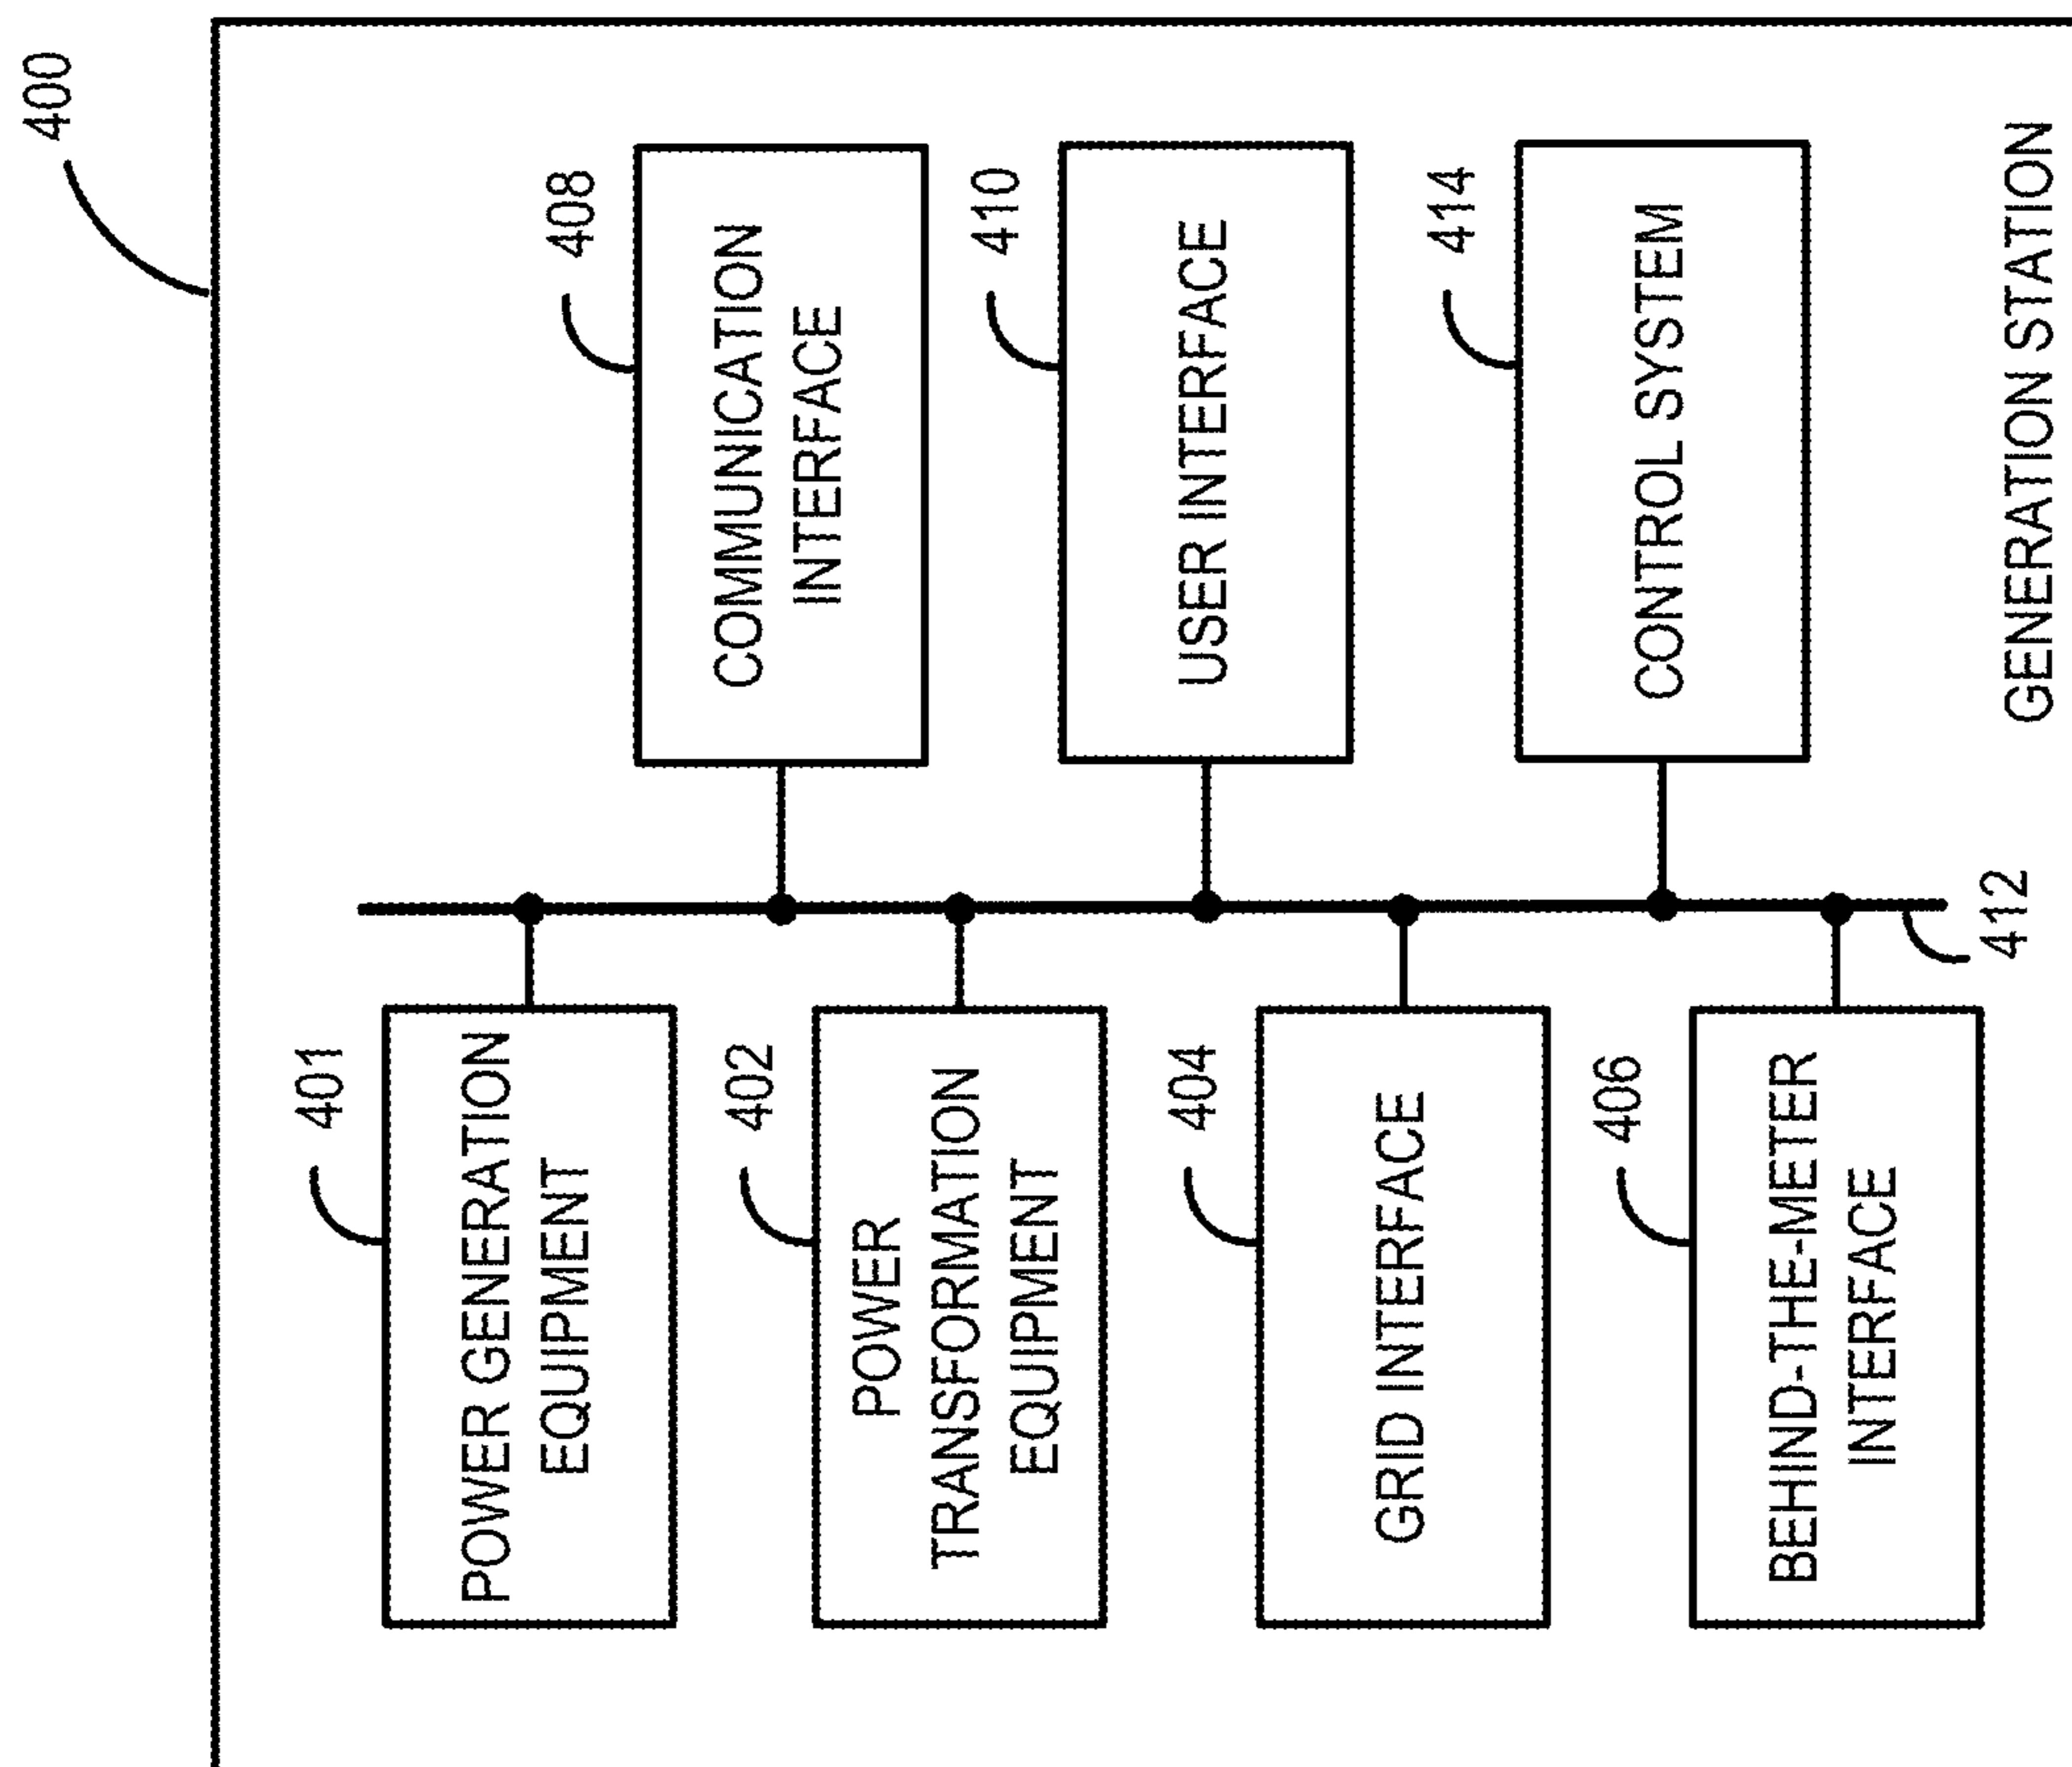 400
401
POWER GENERATION
EQUIPMENT
408
COMMUNICATION
INTERFACE
402
POWER
TRANSFORMATION
EQUIPMENT
410
USER INTERFACE
404
GRID INTERFACE
414
CONTROL SYSTEM
406
BEHIND-THE-METER
INTERFACE
412
GENERATION STATION